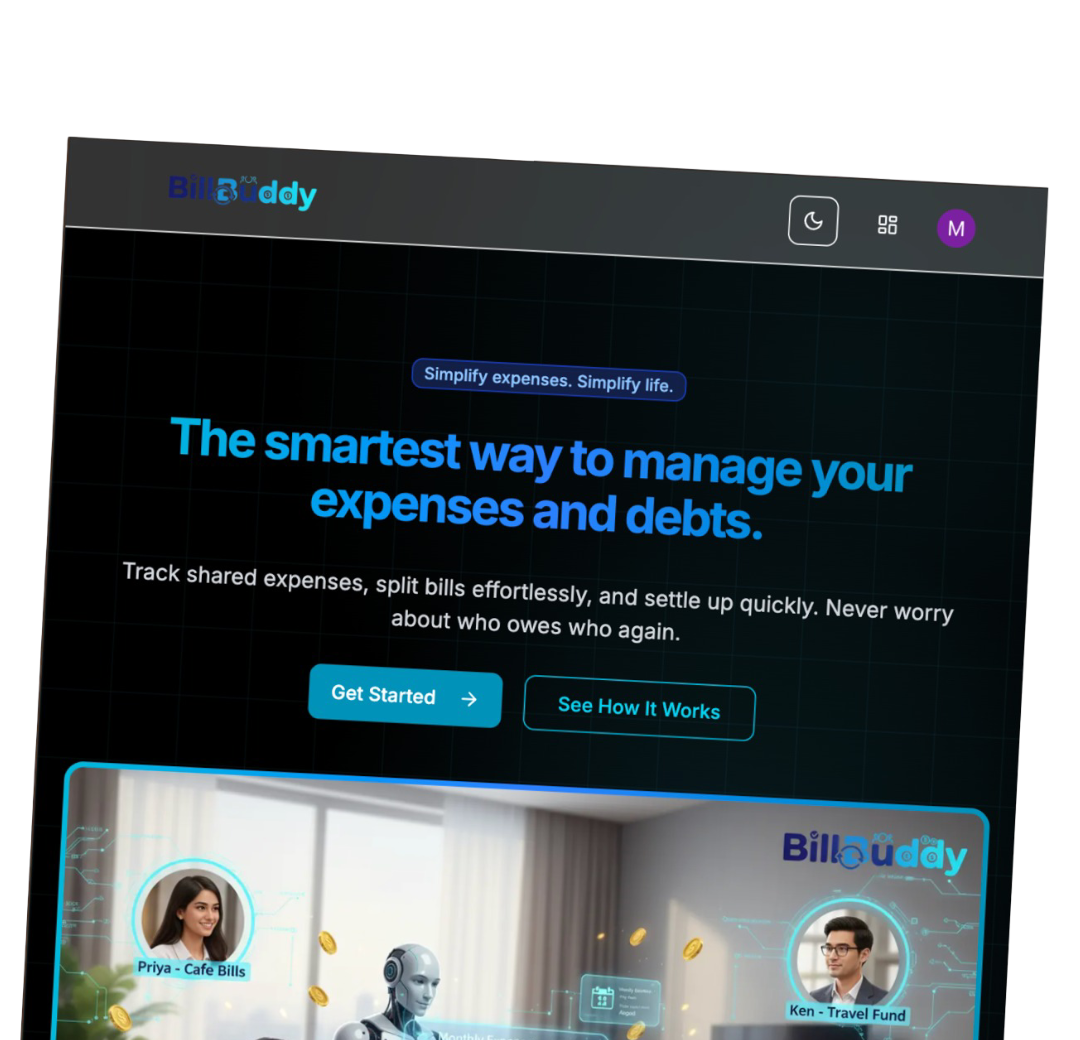 BillBuddy
M
Simplify expenses. Simplify life.
The smartest way to manage your
expenses and debts.
Track shared expenses, split bills effortlessly, and settle up quickly. Never worry
about who owes who again.
Get Started
See How It Works
BillBuddy
Priya - Cafe Bills
Ken - Travel Fund
Monthly